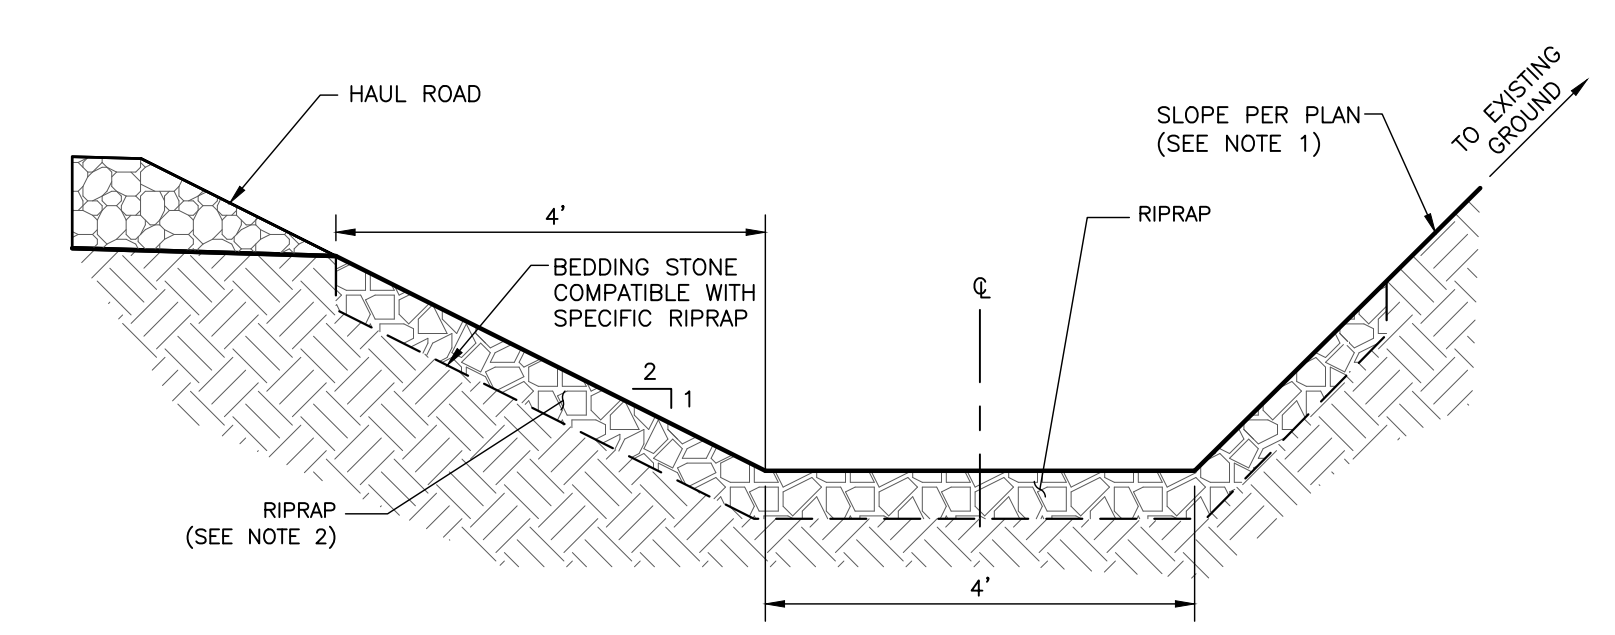 HAUL ROAD
SLOPE PER PLAN
(SEE NOTE 1)
TO EXISTING
GROUND
4'
RIPRAP
BEDDING STONE
COMPATIBLE WITH
SPECIFIC RIPRAP
℄
2
1
RIPRAP
(SEE NOTE 2)
4'